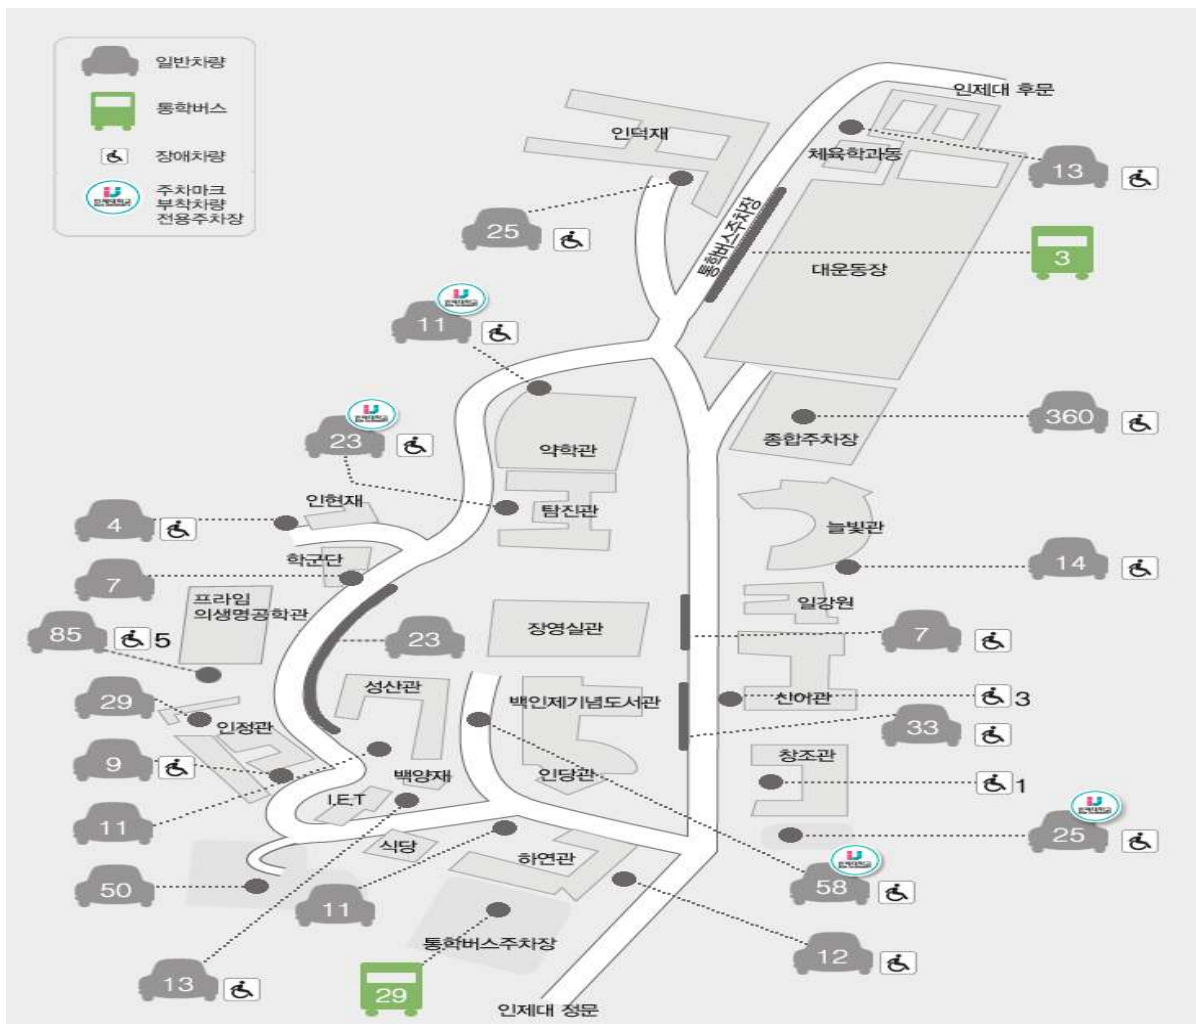 일반차량
통학버스
장애차량
주차마크
부착차량
전용주차장
인제대학교
인제대 후문
인덕재
체육학과동
13
25
통학버스주차장
3
대운동장
11
23
360
약학관
종합주차장
인현재
탐진관
늘빛관
4
학군단
14
7
프라임
의생명공학관
일강원
85
5
23
장영실관
7
29
성산관
백인제기념도서관
신어관
3
인정관
33
9
백양재
인당관
창조관
1
I.E.T
11
25
식당
하연관
50
11
58
통학버스주차장
12
13
29
인제대 정문